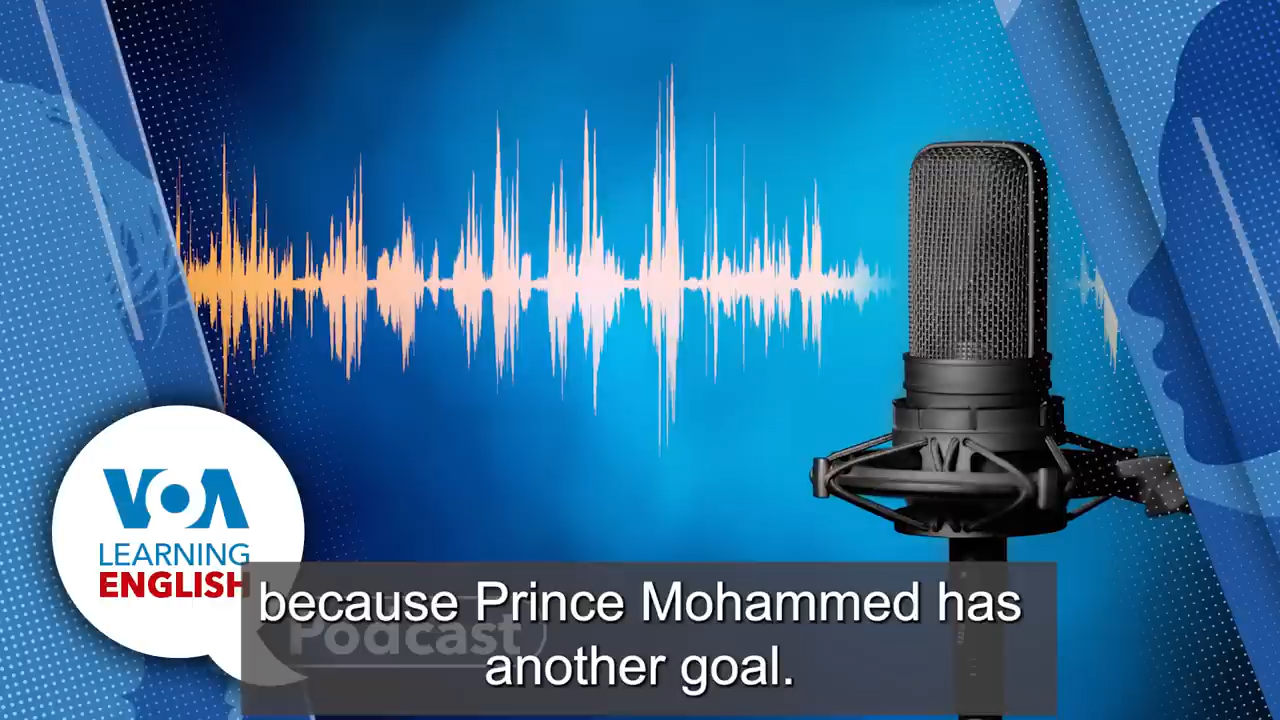 VOA
LEARNING
ENGLISH
Podcast
because Prince Mohammed has
another goal.